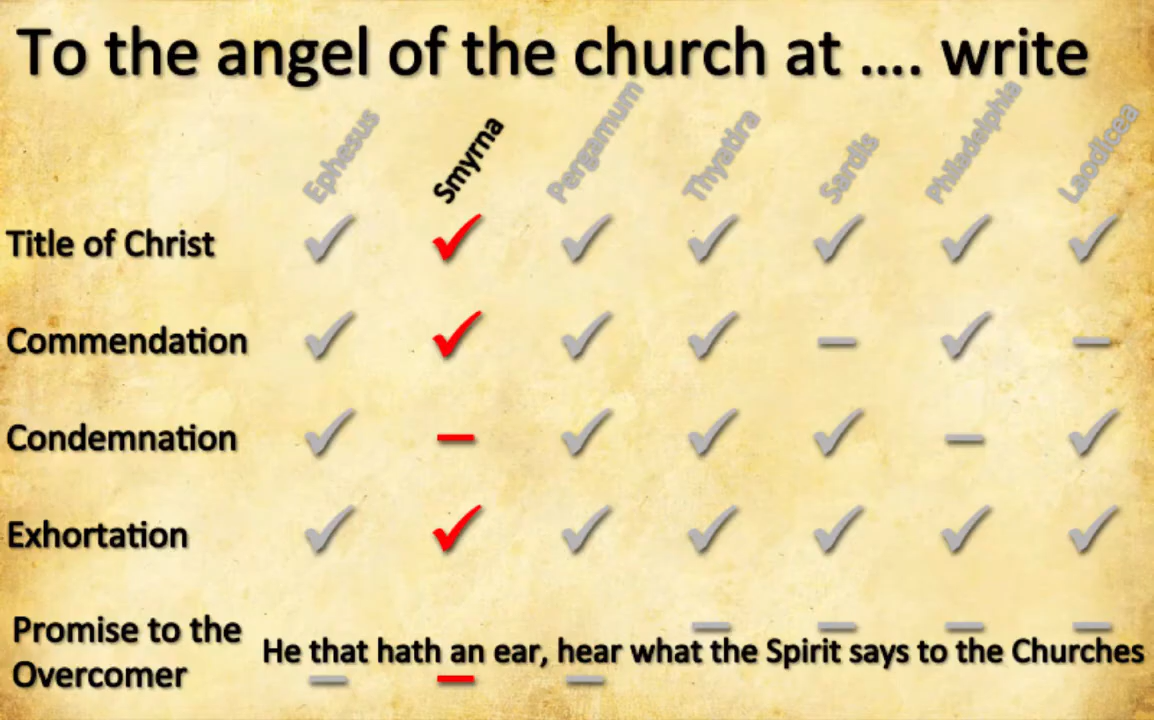 To the angel of the church at .... write
Ephesus Smyrna Pergamum Thyatira Sardis Philadelphia Laodicea
Title of Christ ✓ ✓ ✓ ✓ ✓ ✓ ✓
Commendation ✓ ✓ ✓ ✓ – ✓ –
Condemnation ✓ – ✓ ✓ ✓ – ✓
Exhortation ✓ ✓ ✓ ✓ ✓ ✓ ✓
Promise to the
Overcomer
– – – –
He that hath an ear, hear what the Spirit says to the Churches
– – –